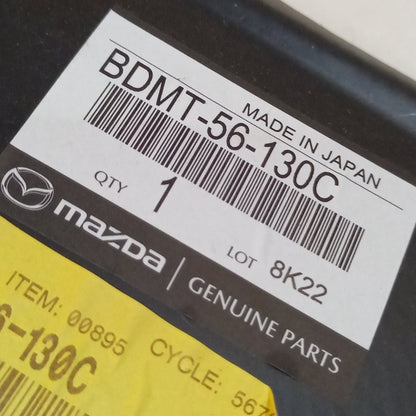 MADE IN JAPAN
BDMT-56-130C
QTY 1
LOT 8K22
mazda GENUINE PARTS
ITEM: 00895 CYCLE:
-130C